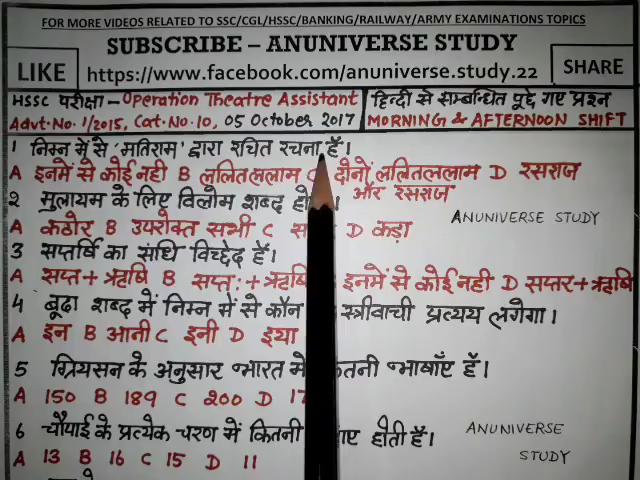 FOR MORE VIDEOS RELATED TO SSC/CGL/HSSC/BANKING/RAILWAY/ARMY EXAMINATIONS TOPICS
SUBSCRIBE – ANUNIVERSE STUDY
LIKE https://www.facebook.com/anuniverse.study.22 SHARE
HSSC परीक्षा – Operation Theatre Assistant हिन्दी से सम्बन्धित पूछे गए प्रश्न
Advt. No. 1/2015, Cat. No. 10, 05 October 2017 MORNING & AFTERNOON SHIFT
1 निम्न में से 'मतिराम' द्वारा रचित रचना है।
A इनमें से कोई नही B ललितललाम C दोनों ललितललाम D रसराज
और रसराज
2 मुलायम के लिए विलोम शब्द
ANUNIVERSE STUDY
A कठोर B उपरोक्त सभी C D कड़ा
3 सप्तर्षि का संधि विच्छेद है।
A सप्त+ऋषि B सप्त:+ऋषि इनमें से कोई नही D सप्तर+ऋषि
4 बूढा शब्द में निम्न में से कौन स्त्रीवाची प्रत्यय लगेगा।
A इन B आनी C इनी D इया
5 ग्रियसन के अनुसार भारत में कितनी भाषाएँ हैं।
A 150 B 189 C 200 D
6 चौपाई के प्रत्येक चरण में कितनी होती हैं।
ANUNIVERSE
STUDY
A 13 B 16 C 15 D 11